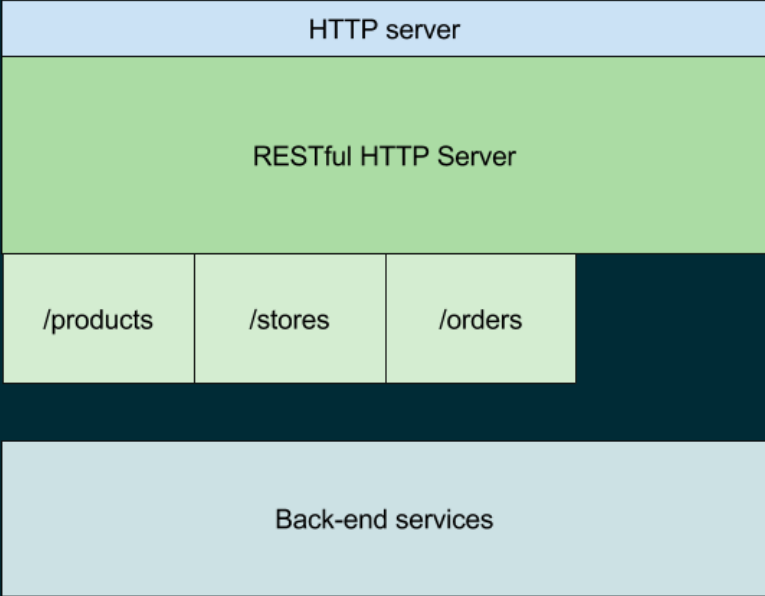 HTTP server
RESTful HTTP Server
/products
/stores
/orders
Back-end services